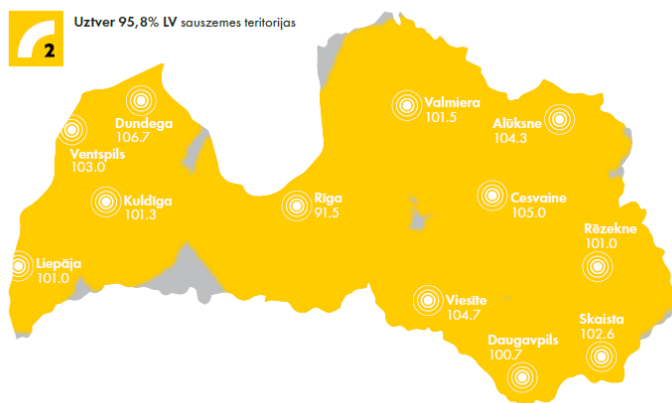 2
Uztver 95,8% LV sauszemes teritorijas
Dundega
106.7
Ventspils
103.0
Kuldīga
101.3
Liepāja
101.0
Rīga
91.5
Valmiera
101.5
Alūksne
104.3
Cesvaine
105.0
Rēzekne
101.0
Viesīte
104.7
Daugavpils
100.7
Skaista
102.6